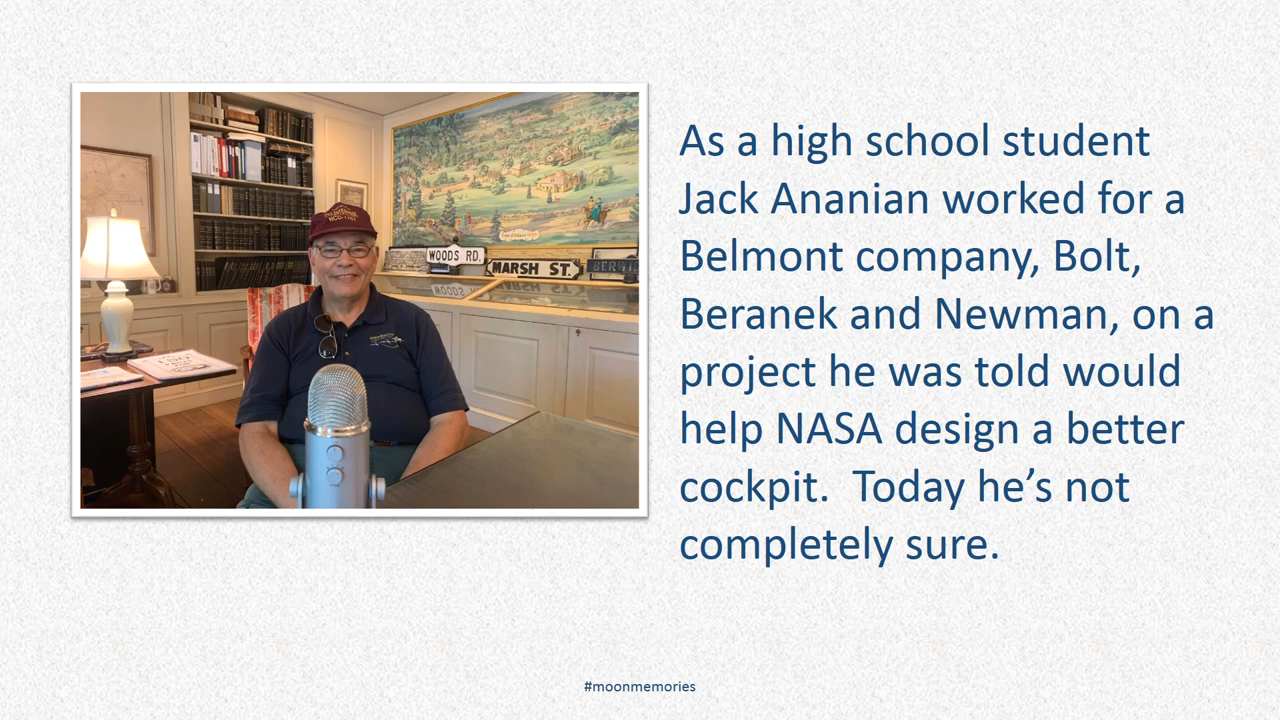 As a high school student
Jack Ananian worked for a
Belmont company, Bolt,
Beranek and Newman, on a
project he was told would
help NASA design a better
cockpit.  Today he’s not
completely sure.
WOODS RD.
MARSH ST.
#moonmemories